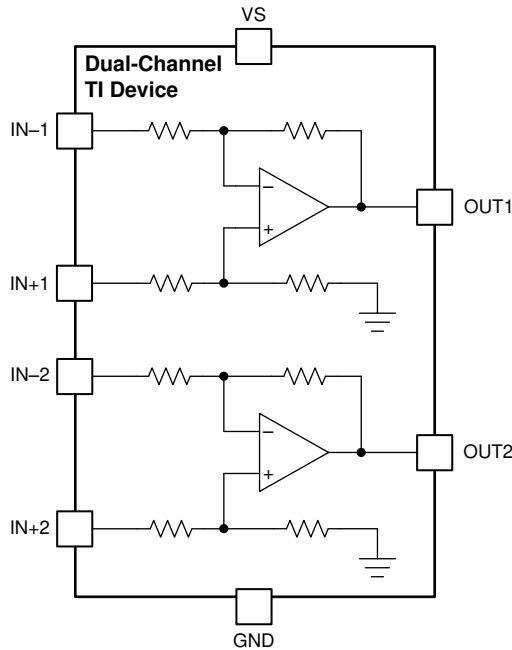 VS
Dual-Channel
TI Device
IN–1
−
OUT1
+
IN+1
IN–2
−
OUT2
+
IN+2
GND